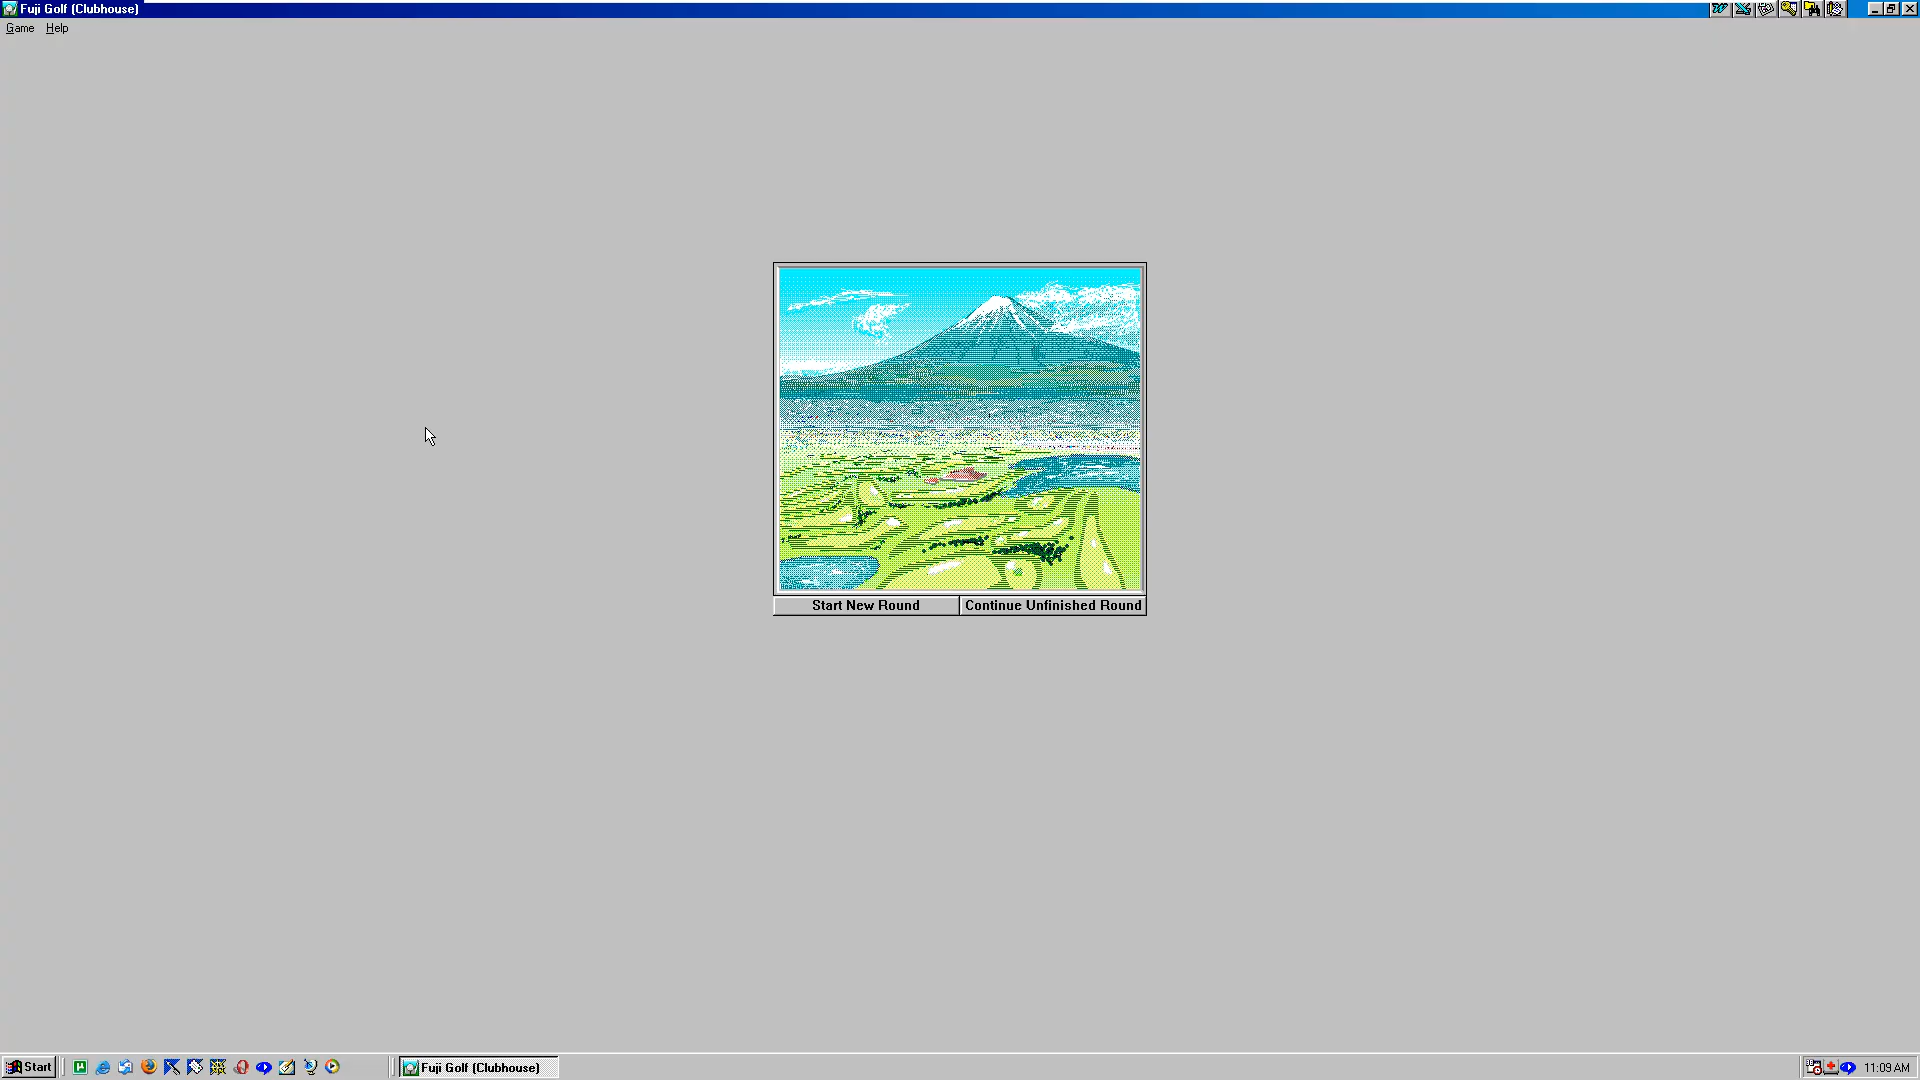 Fuji Golf (Clubhouse)
Game Help
Start New Round Continue Unfinished Round
Start Fuji Golf (Clubhouse) 11:09 AM